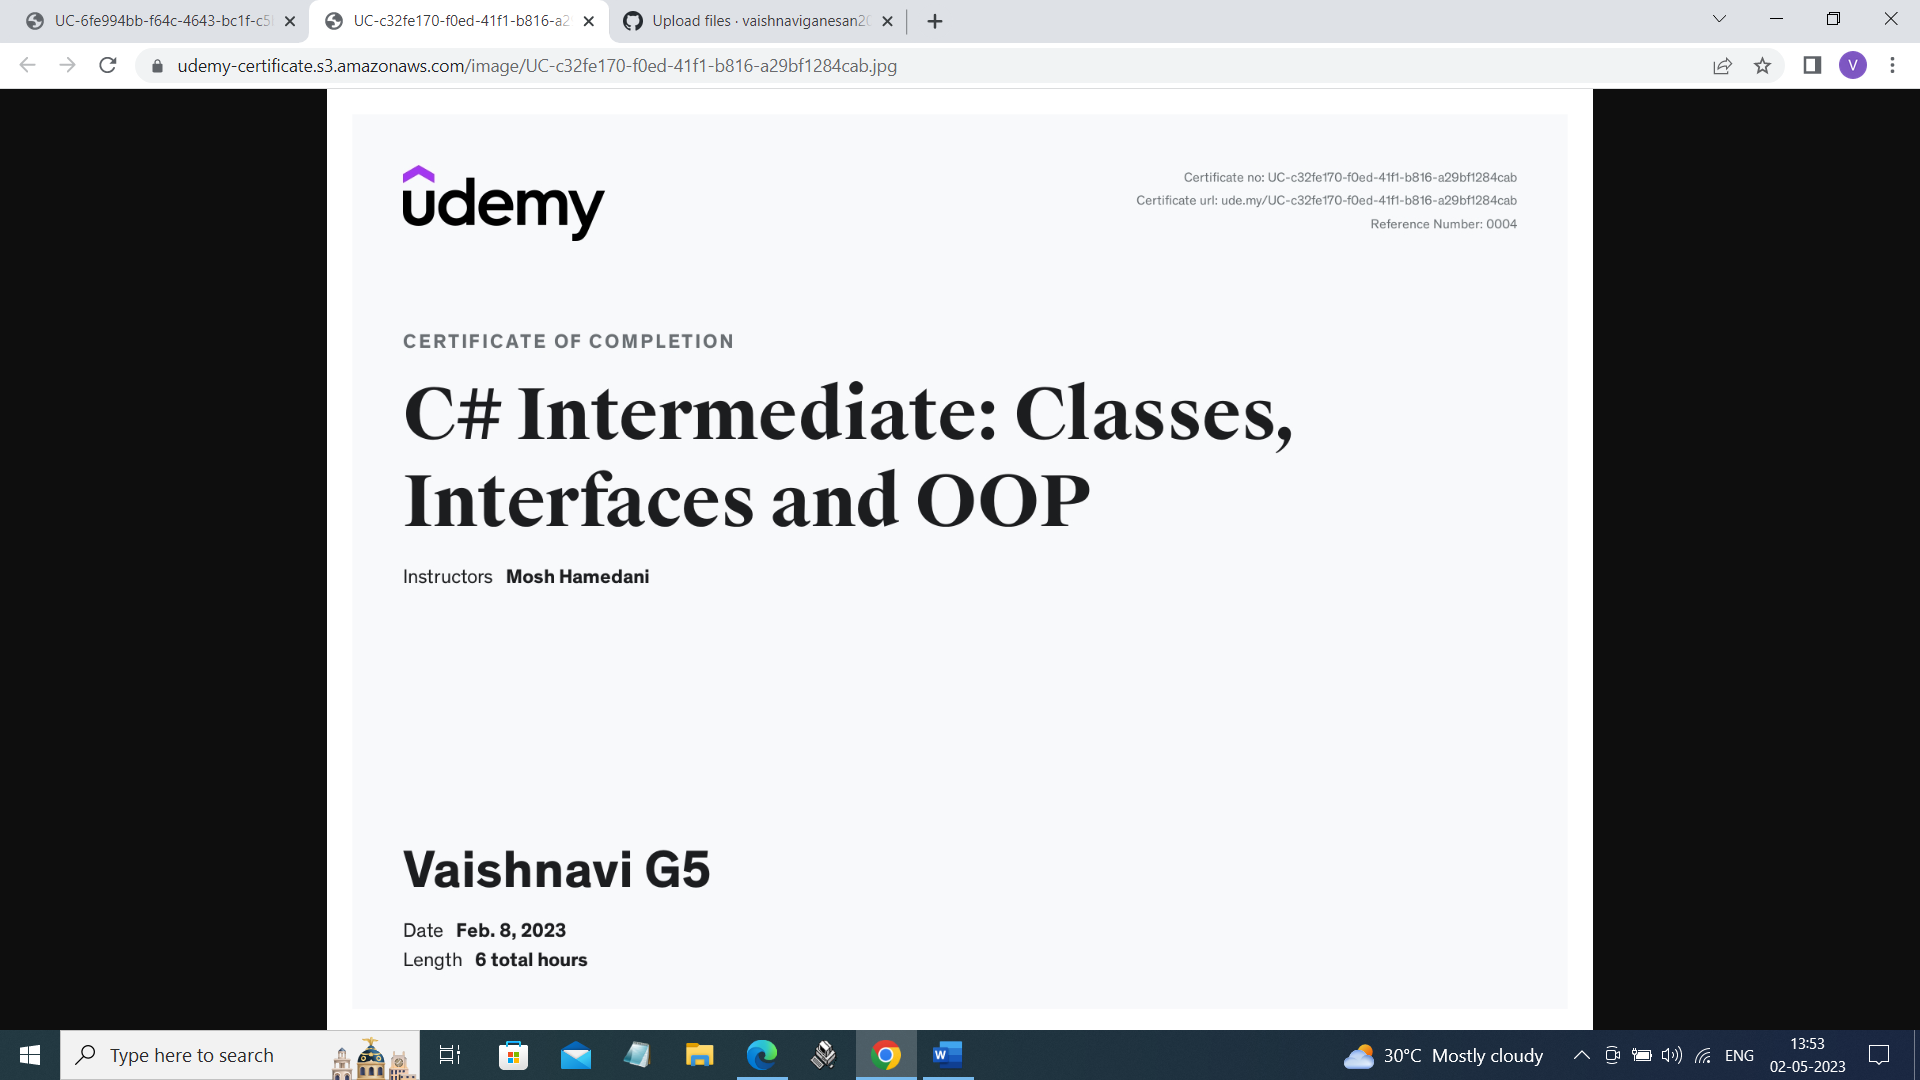 UC-6fe994bb-f64c-4643-bc1f-c5
UC-c32fe170-f0ed-41f1-b816-a2
Upload files · vaishnaviganesan20
udemy-certificate.s3.amazonaws.com/image/UC-c32fe170-f0ed-41f1-b816-a29bf1284cab.jpg
V
udemy
Certificate no: UC-c32fe170-f0ed-41f1-b816-a29bf1284cab
Certificate url: ude.my/UC-c32fe170-f0ed-41f1-b816-a29bf1284cab
Reference Number: 0004
CERTIFICATE OF COMPLETION
C# Intermediate: Classes,
Interfaces and OOP
Instructors Mosh Hamedani
Vaishnavi G5
Date Feb. 8, 2023
Length 6 total hours
Type here to search
W
30°C Mostly cloudy
ENG
13:53
02-05-2023